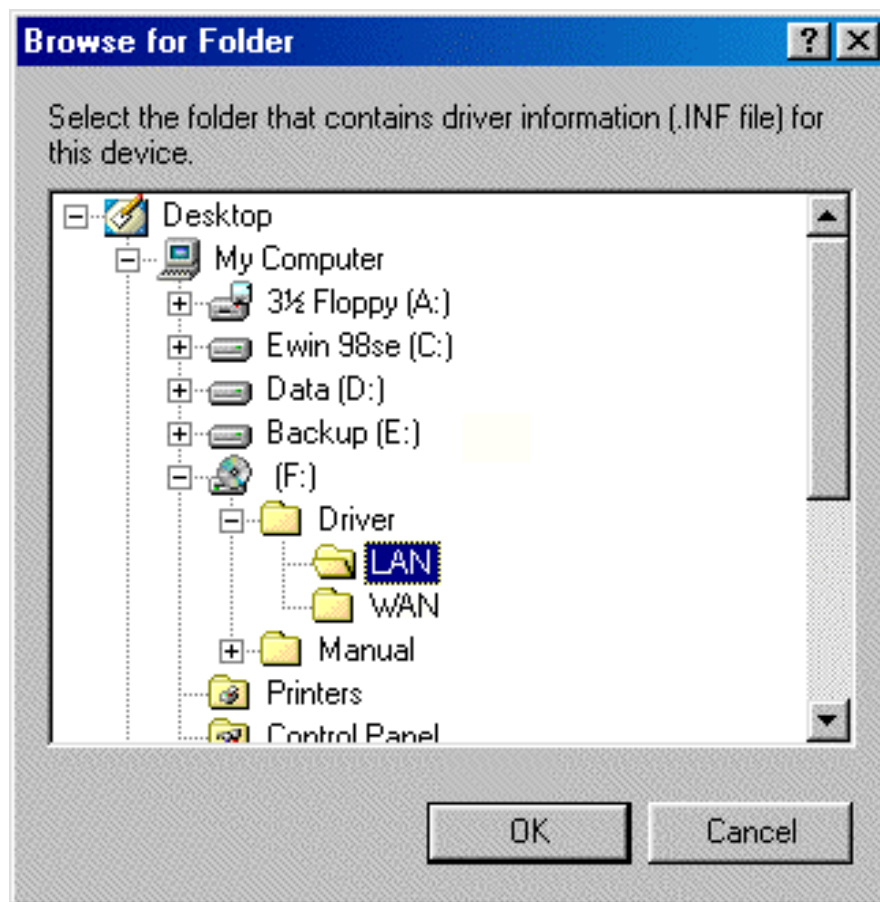 Browse for Folder
Select the folder that contains driver information (.INF file) for
this device.
Desktop
My Computer
3½ Floppy (A:)
Ewin 98se (C:)
Data (D:)
Backup (E:)
(F:)
Driver
LAN
WAN
Manual
Printers
Control Panel
OK
Cancel